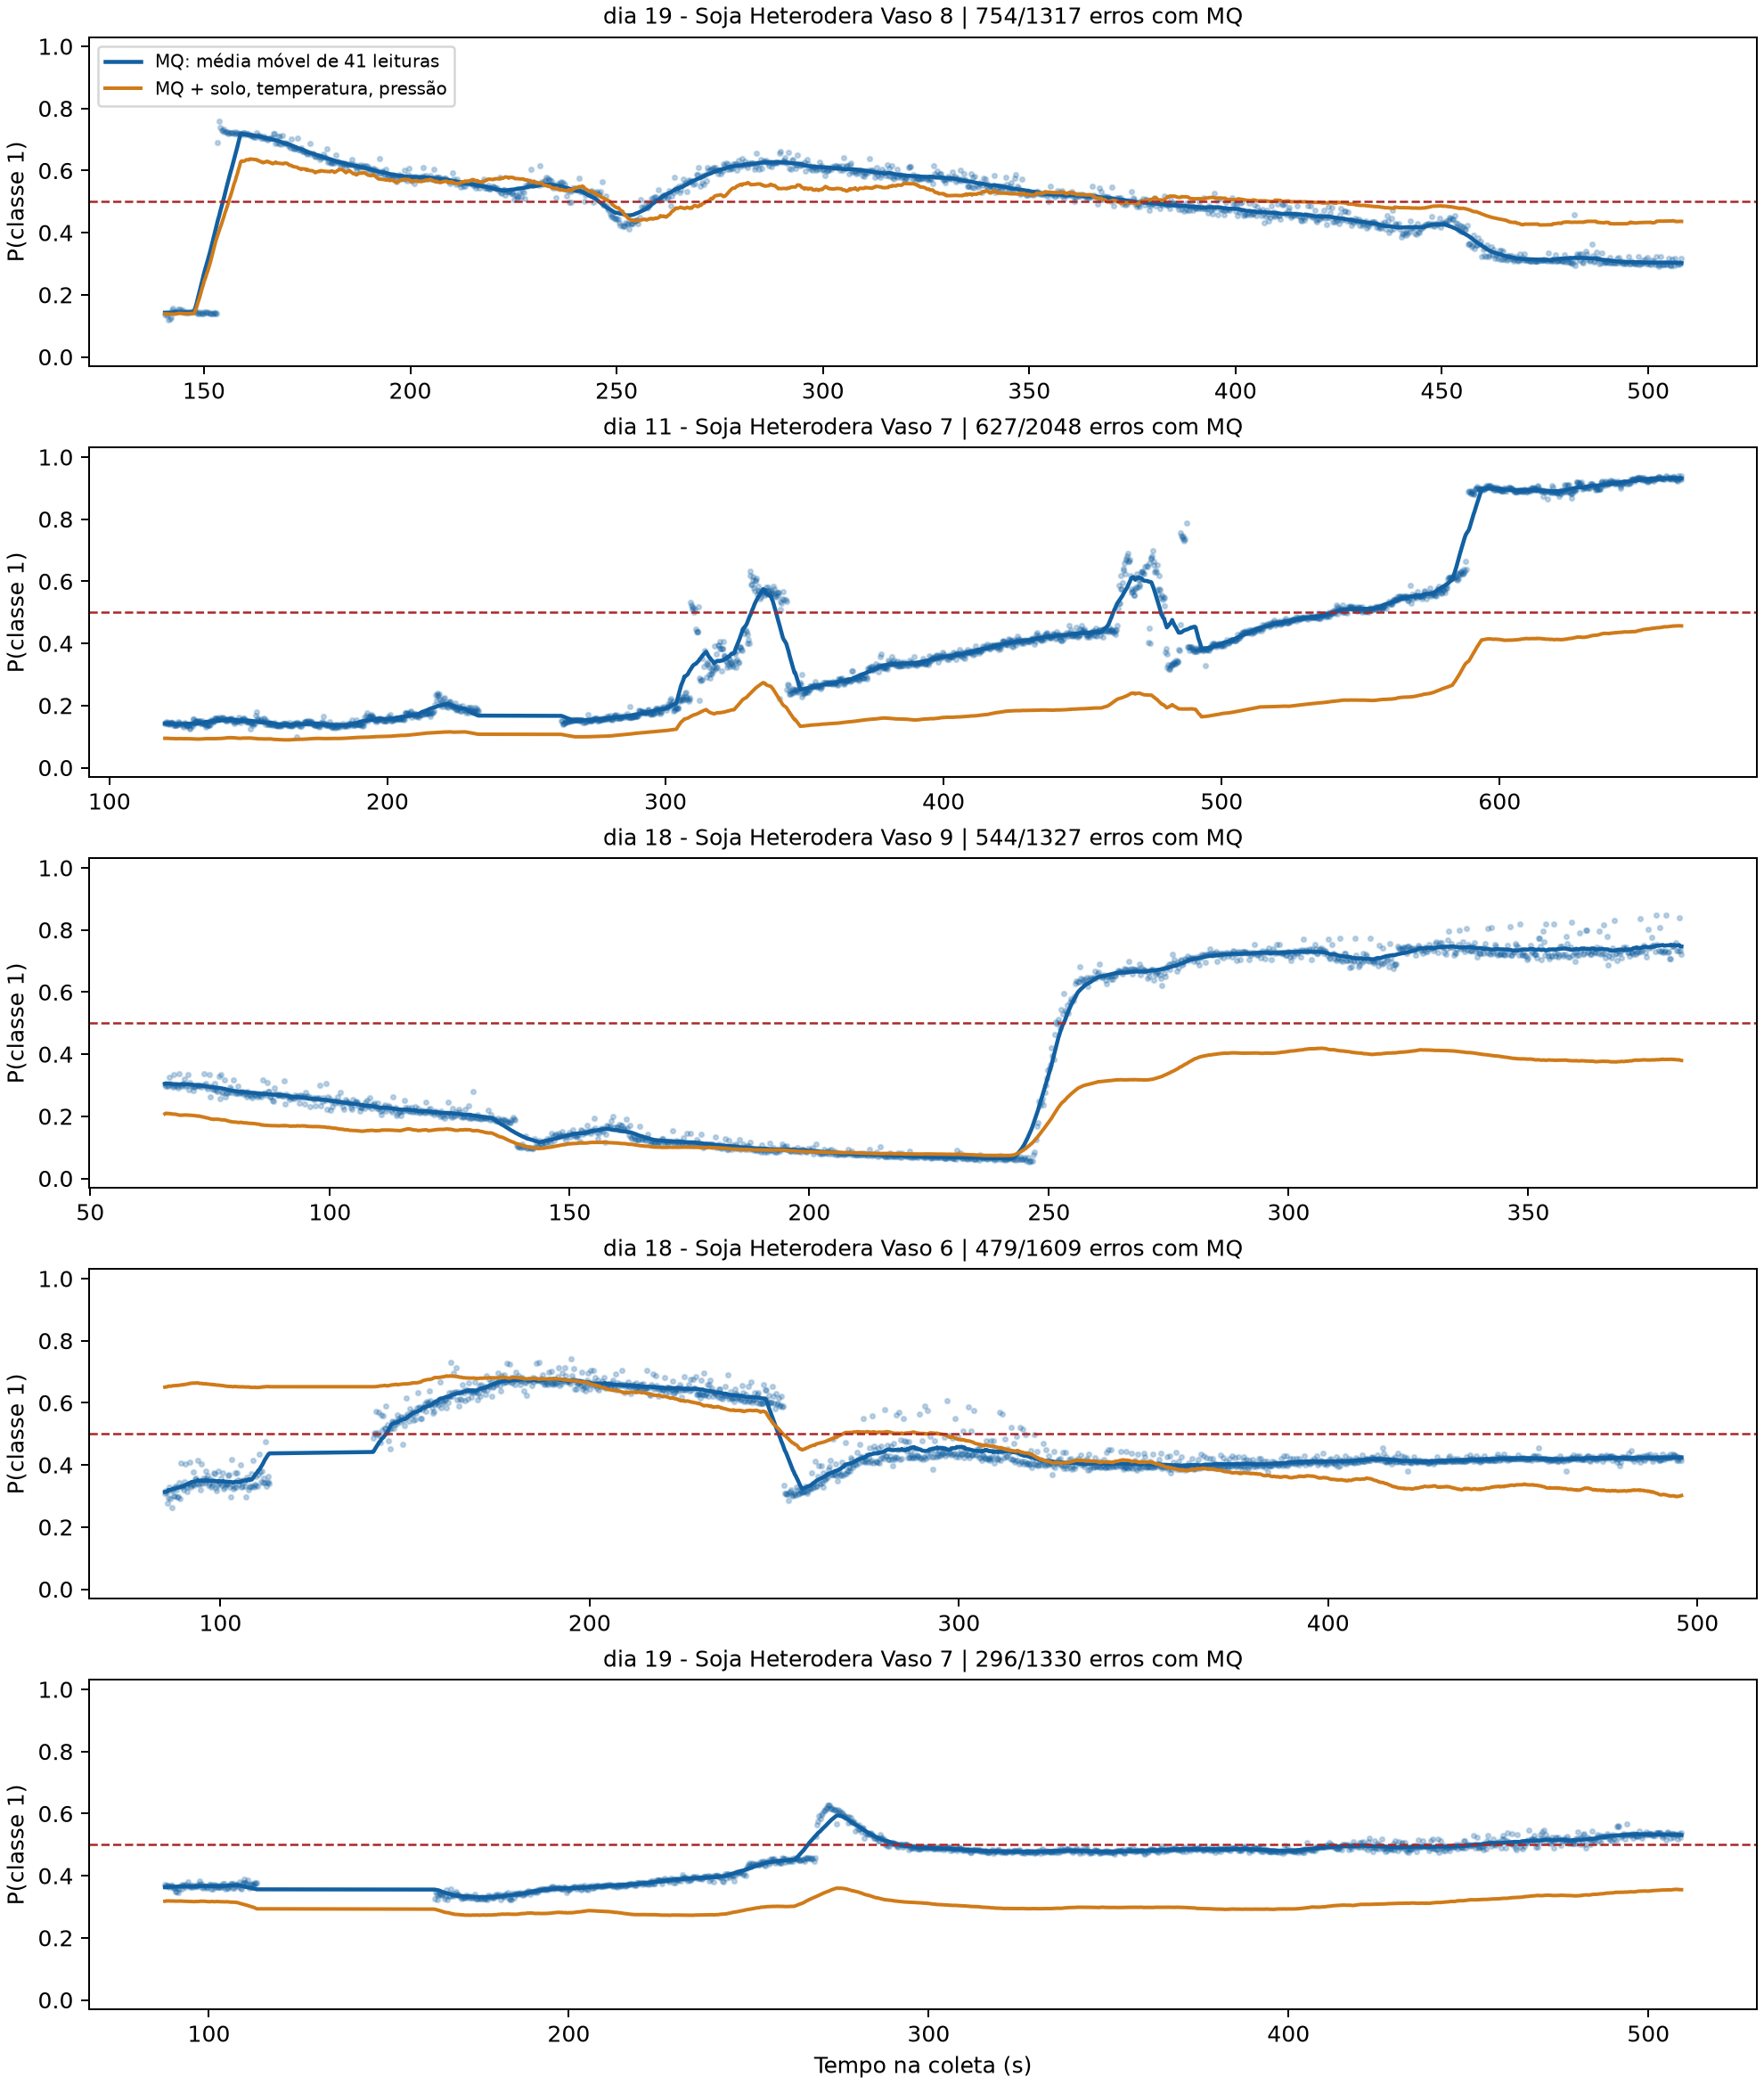 dia 19 - Soja Heterodera Vaso 8 | 754/1317 erros com MQ
MQ: média móvel de 41 leituras
MQ + solo, temperatura, pressão
P(classe 1)
1.0
0.8
0.6
0.4
0.2
0.0
150 200 250 300 350 400 450 500
dia 11 - Soja Heterodera Vaso 7 | 627/2048 erros com MQ
P(classe 1)
1.0
0.8
0.6
0.4
0.2
0.0
100 200 300 400 500 600
dia 18 - Soja Heterodera Vaso 9 | 544/1327 erros com MQ
P(classe 1)
1.0
0.8
0.6
0.4
0.2
0.0
50 100 150 200 250 300 350
dia 18 - Soja Heterodera Vaso 6 | 479/1609 erros com MQ
P(classe 1)
1.0
0.8
0.6
0.4
0.2
0.0
100 200 300 400 500
dia 19 - Soja Heterodera Vaso 7 | 296/1330 erros com MQ
P(classe 1)
1.0
0.8
0.6
0.4
0.2
0.0
100 200 300 400 500
Tempo na coleta (s)